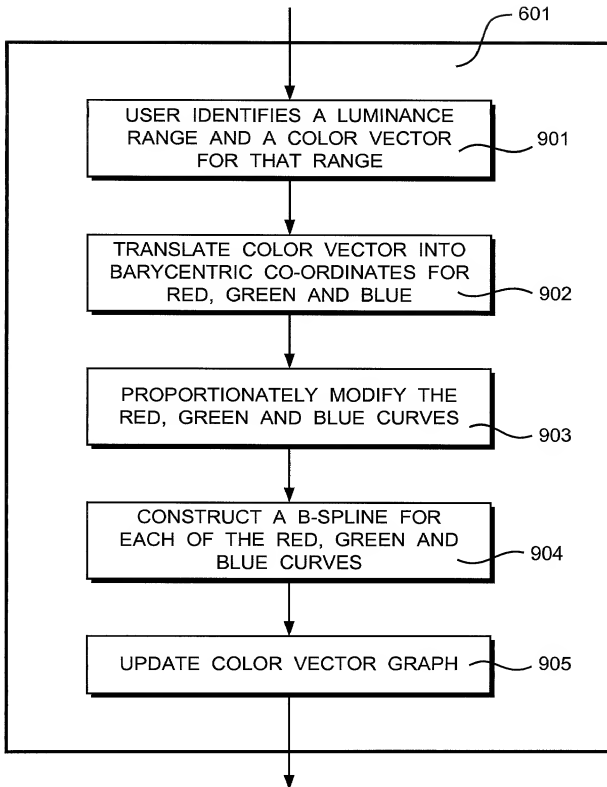 601
USER IDENTIFIES A LUMINANCE
RANGE AND A COLOR VECTOR
FOR THAT RANGE
901
TRANSLATE COLOR VECTOR INTO
BARYCENTRIC CO-ORDINATES FOR
RED, GREEN AND BLUE
902
PROPORTIONATELY MODIFY THE
RED, GREEN AND BLUE CURVES
903
CONSTRUCT A B-SPLINE FOR
EACH OF THE RED, GREEN AND
BLUE CURVES
904
UPDATE COLOR VECTOR GRAPH
905